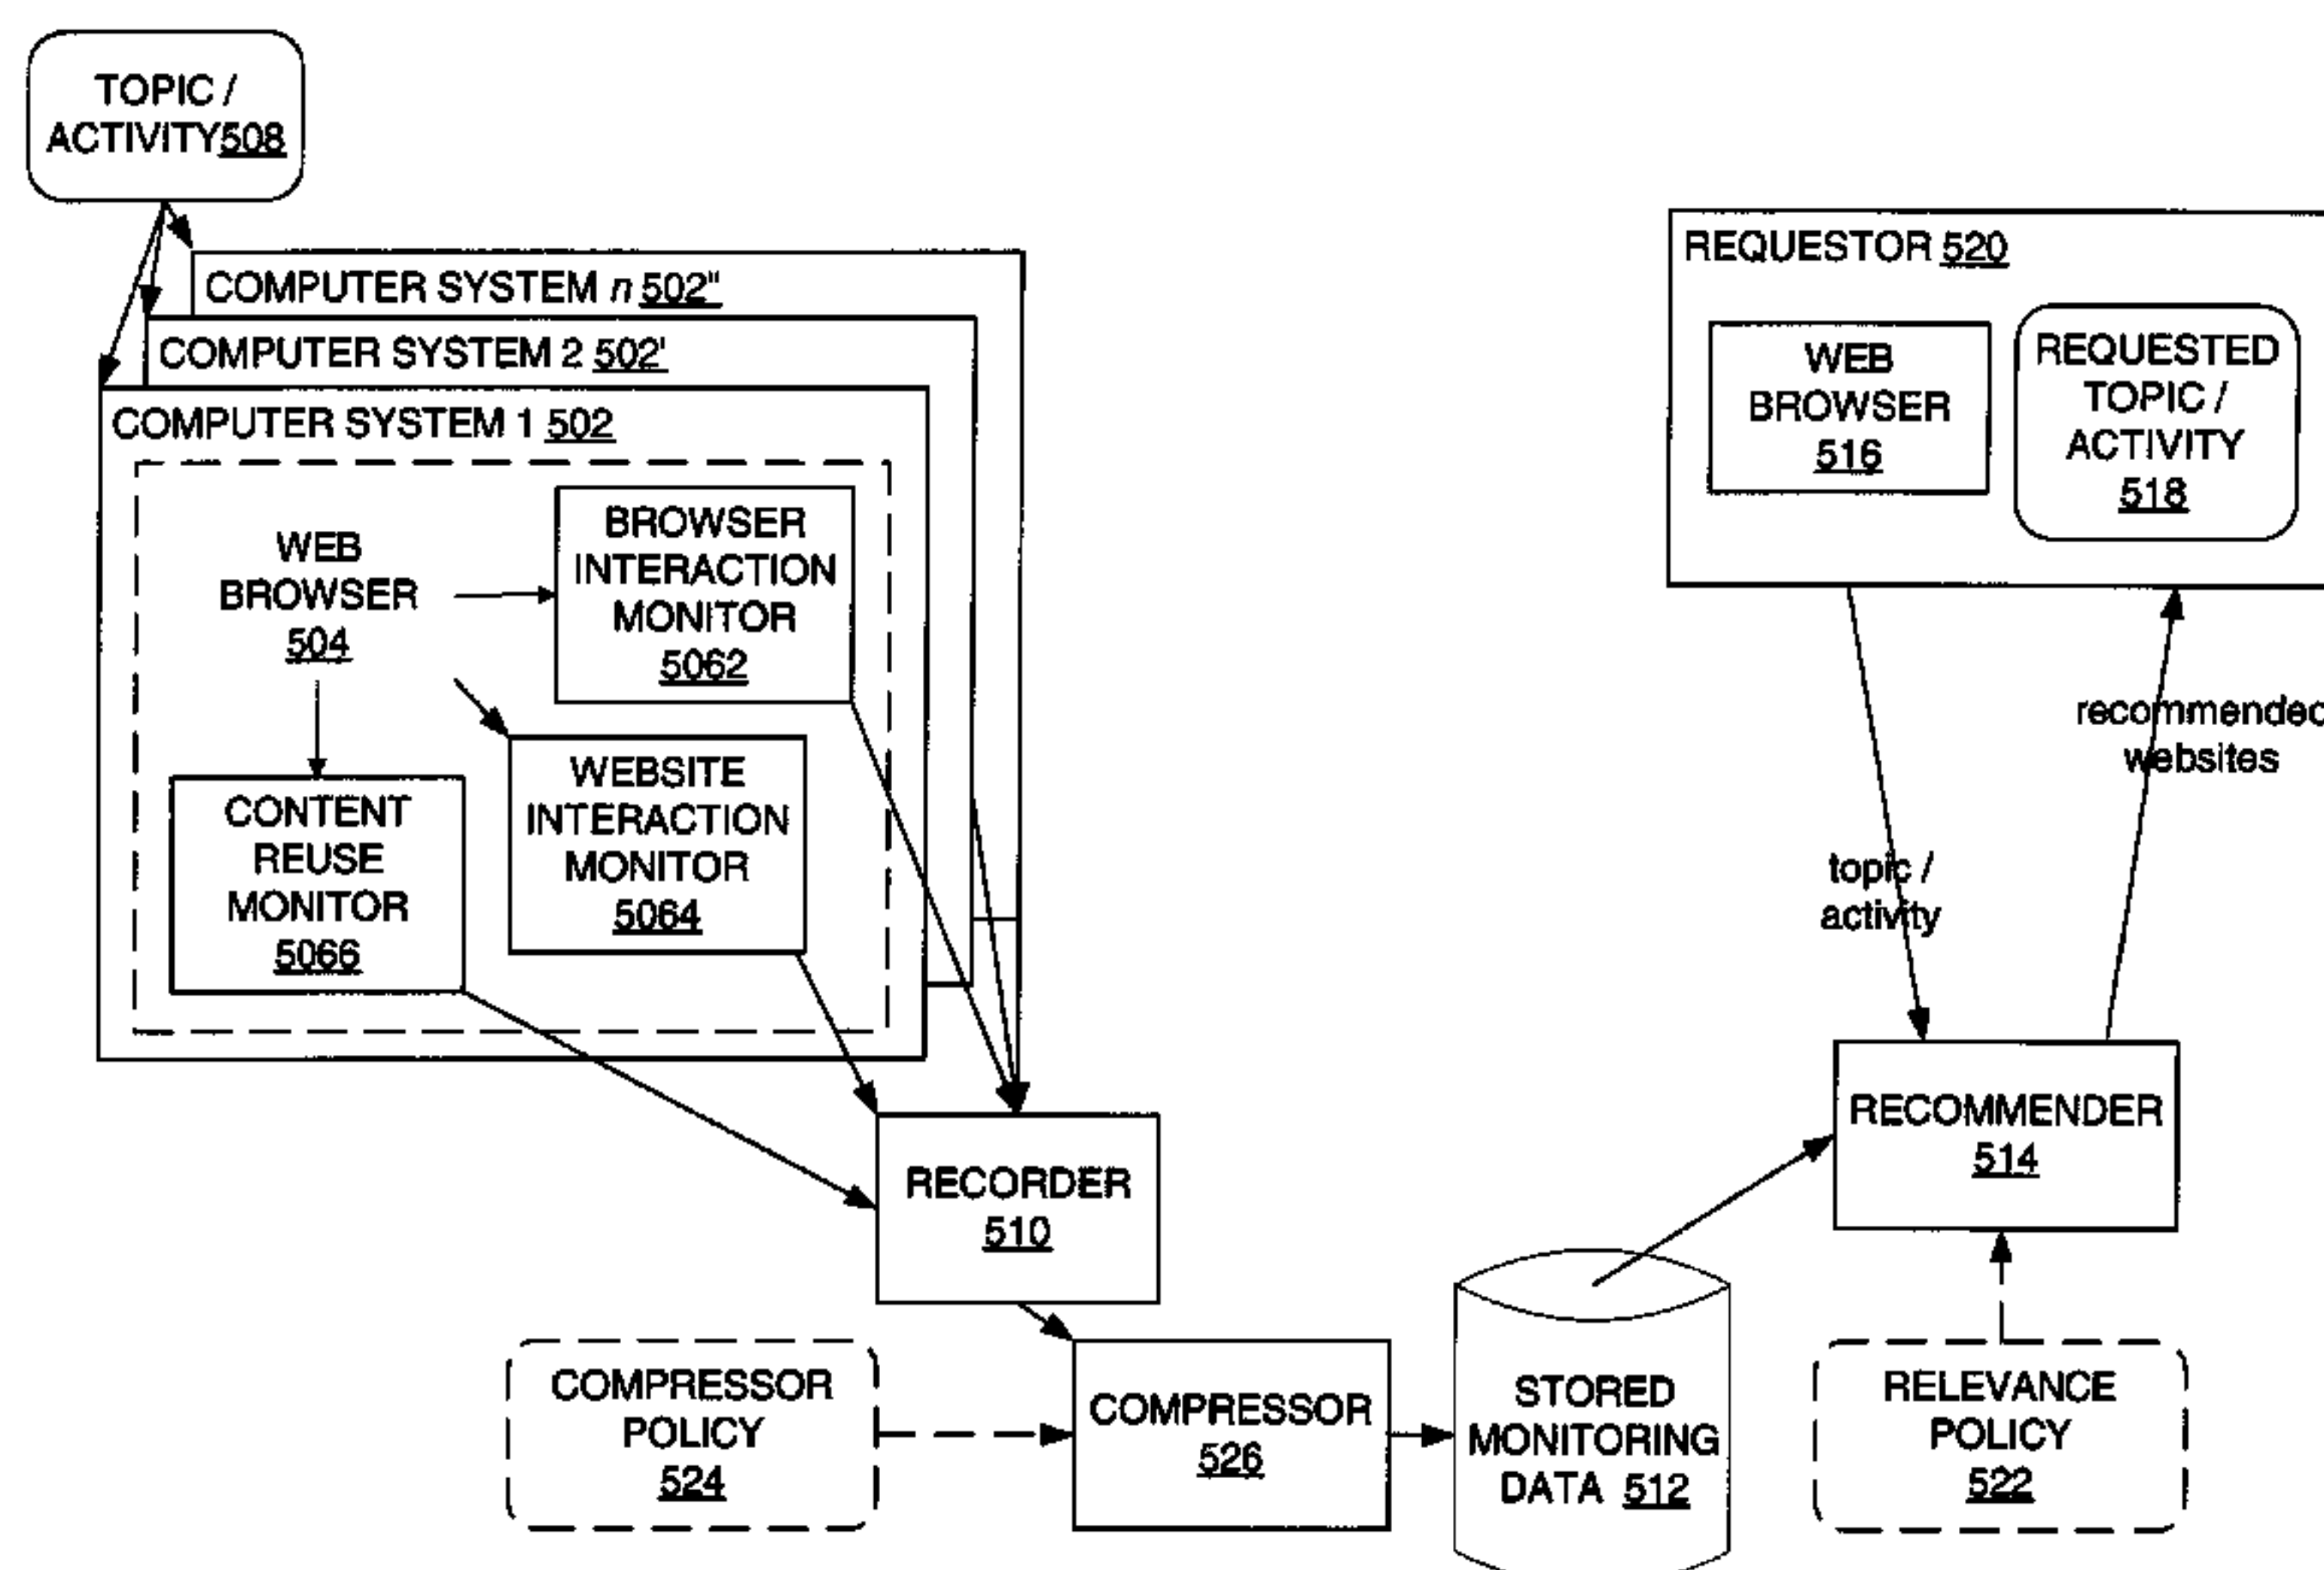 TOPIC /
ACTIVITY508
COMPUTER SYSTEM n 502"
COMPUTER SYSTEM 2 502'
COMPUTER SYSTEM 1 502
WEB
BROWSER
504
BROWSER
INTERACTION
MONITOR
5062
WEBSITE
INTERACTION
MONITOR
5064
CONTENT
REUSE
MONITOR
5066
REQUESTOR 520
WEB
BROWSER
516
REQUESTED
TOPIC /
ACTIVITY
518
recommended
websites
topic /
activity
RECOMMENDER
514
RECORDER
510
COMPRESSOR
POLICY
524
COMPRESSOR
526
STORED
MONITORING
DATA 512
RELEVANCE
POLICY
522